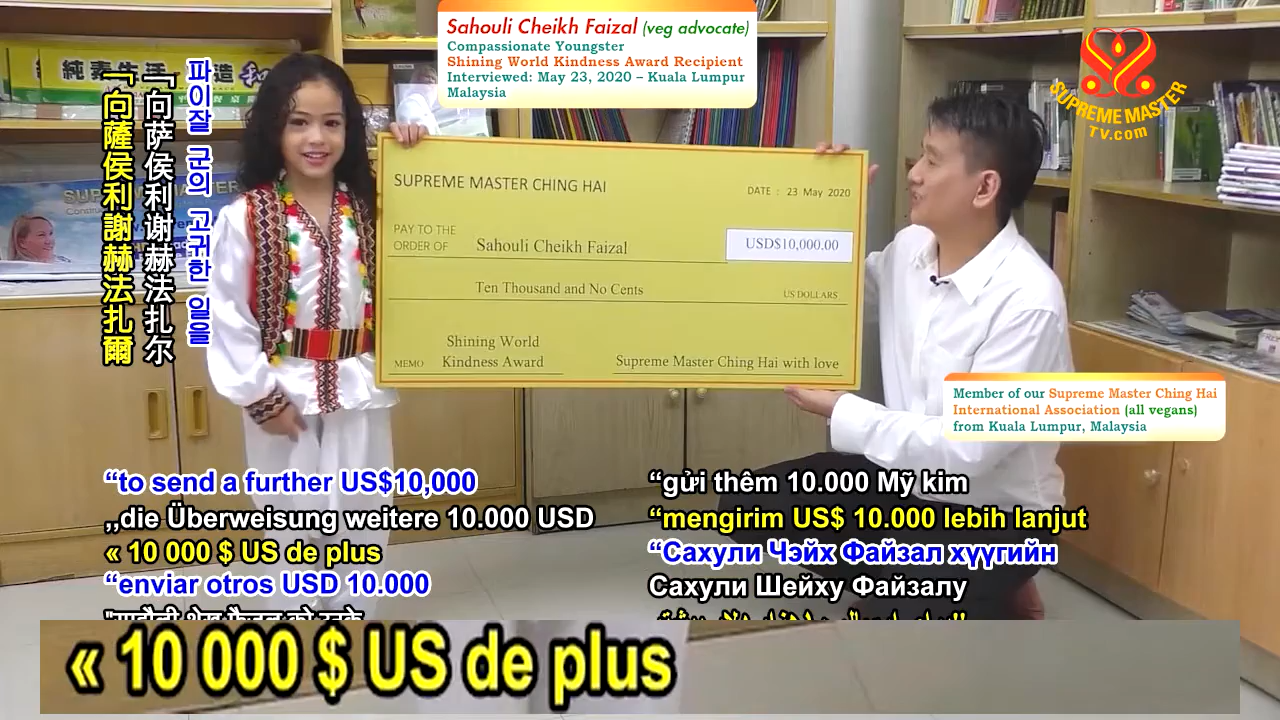 Sahouli Cheikh Faizal (veg advocate)
Compassionate Youngster
Shining World Kindness Award Recipient
Interviewed: May 23, 2020 – Kuala Lumpur
Malaysia
SUPREME MASTER
TV.com
純素生活
造
和
「向薩侯利謝赫法扎爾
「向萨侯利谢赫法扎尔
파이잘 군의 고귀한 일을
SUPREME MASTER CHING HAI
DATE : 23 May 2020
PAY TO THE
ORDER OF
Sahouli Cheikh Faizal
USD$10,000.00
Ten Thousand and No Cents
US DOLLARS
Shining World
MEMO Kindness Award
Supreme Master Ching Hai with love
Member of our Supreme Master Ching Hai
International Association (all vegans)
from Kuala Lumpur, Malaysia
“to send a further US$10,000
,,die Überweisung weitere 10.000 USD
« 10 000 $ US de plus
“enviar otros USD 10.000
“gửi thêm 10.000 Mỹ kim
“mengirim US$ 10.000 lebih lanjut
“Сахули Чэйх Файзал хүүгийн
Сахули Шейху Файзалу
« 10 000 $ US de plus